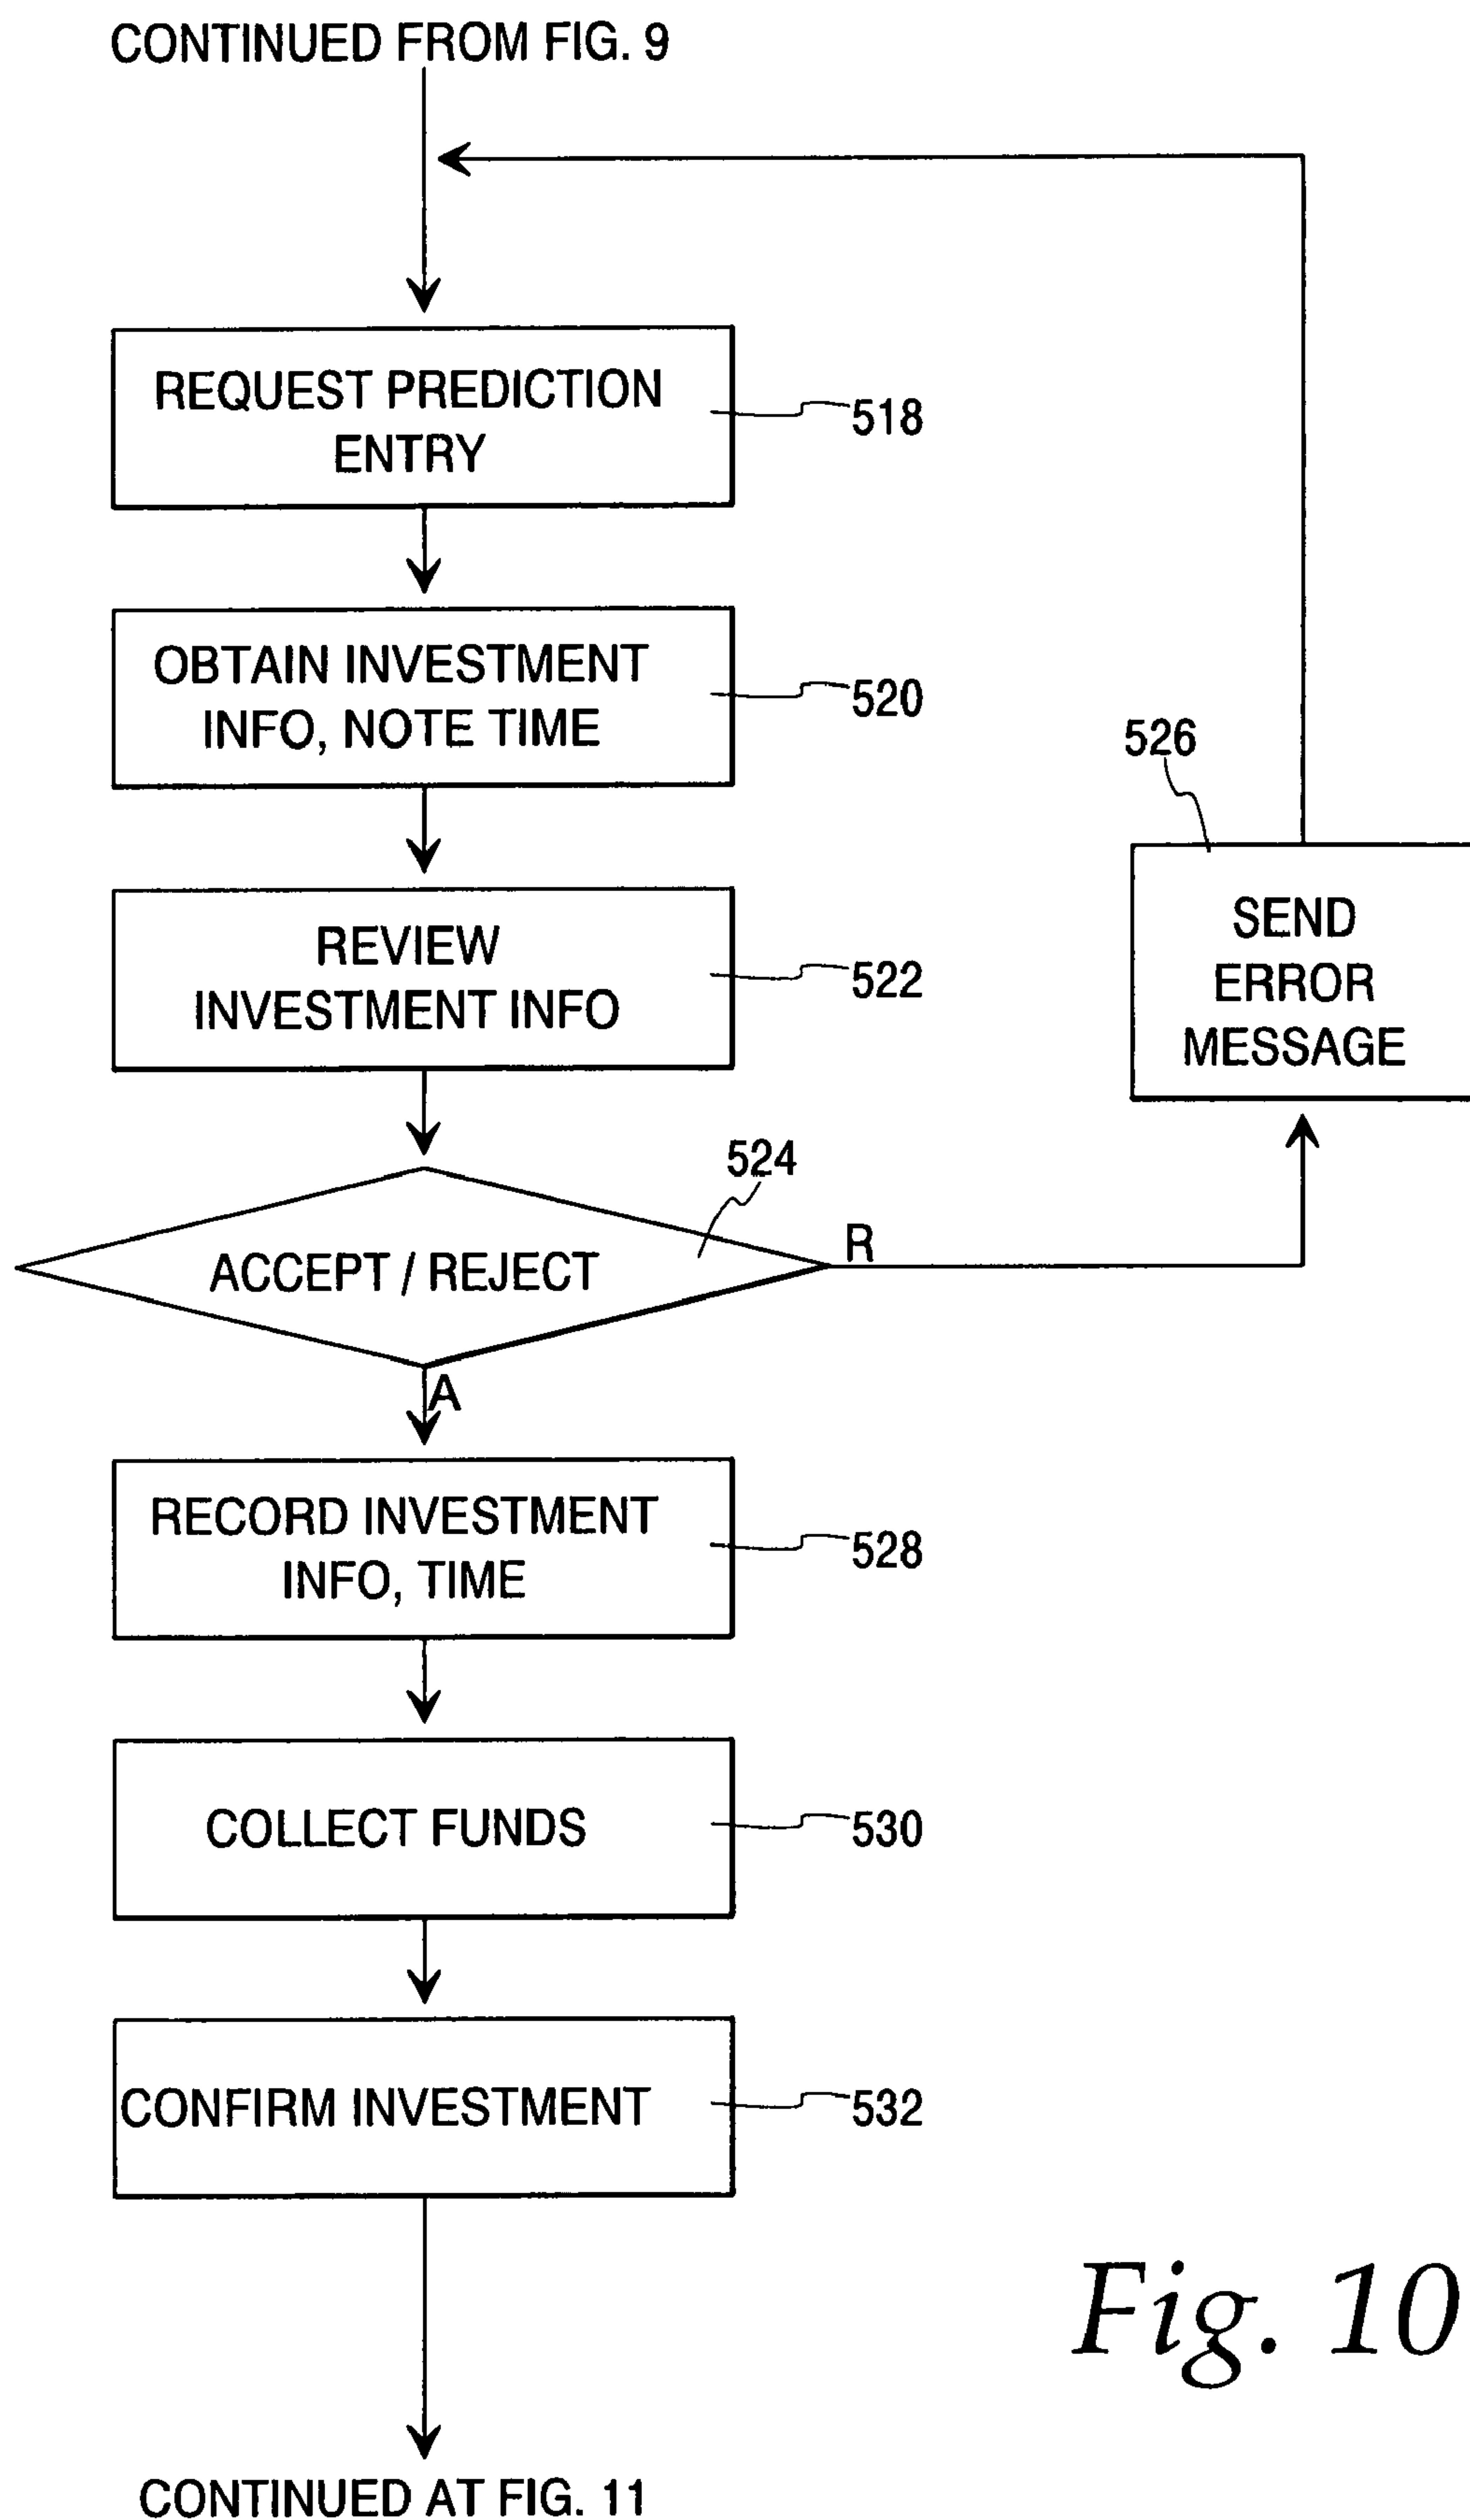 CONTINUED FROM FIG. 9
REQUEST PREDICTION
ENTRY
518
OBTAIN INVESTMENT
INFO, NOTE TIME
520
526
REVIEW
INVESTMENT INFO
522
SEND
ERROR
MESSAGE
524
ACCEPT / REJECT
R
A
RECORD INVESTMENT
INFO, TIME
528
COLLECT FUNDS
530
CONFIRM INVESTMENT
532
Fig. 10
CONTINUED AT FIG. 11